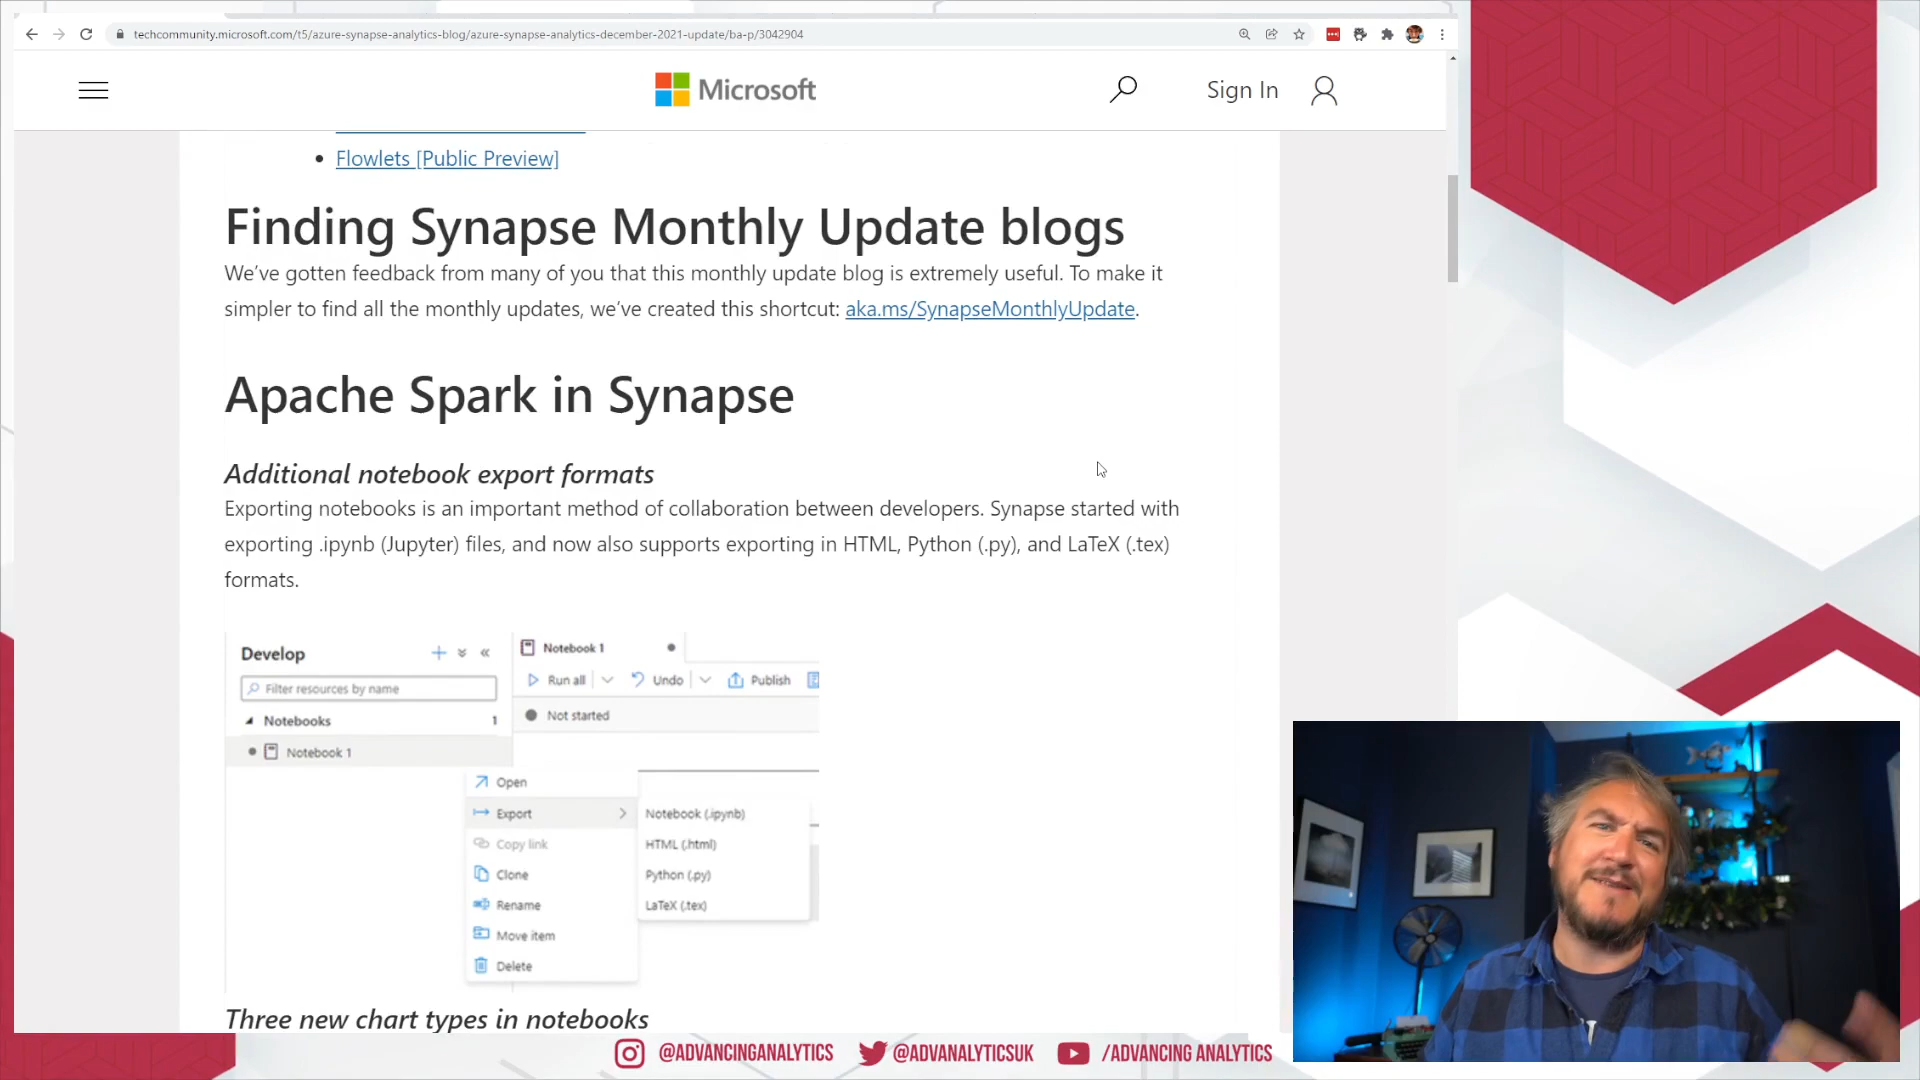 techcommunity.microsoft.com/t5/azure-synapse-analytics-blog/azure-synapse-analytics-december-2021-update/ba-p/3042904
Microsoft
Sign In
Flowlets [Public Preview]
Finding Synapse Monthly Update blogs
We've gotten feedback from many of you that this monthly update blog is extremely useful. To make it
simpler to find all the monthly updates, we've created this shortcut: aka.ms/SynapseMonthlyUpdate.
Apache Spark in Synapse
Additional notebook export formats
Exporting notebooks is an important method of collaboration between developers. Synapse started with
exporting .ipynb (Jupyter) files, and now also supports exporting in HTML, Python (.py), and LaTeX (.tex)
formats.
Develop
Filter resources by name
Notebooks 1
Notebook 1
Notebook 1
Run all
Undo
Publish
Not started
Open
Export
Copy link
Clone
Rename
Move item
Delete
Notebook (.ipynb)
HTML (.html)
Python (.py)
LaTeX (.tex)
Three new chart types in notebooks
@ADVANCINGANALYTICS
@ADVANALYTICSUK
/ADVANCING ANALYTICS